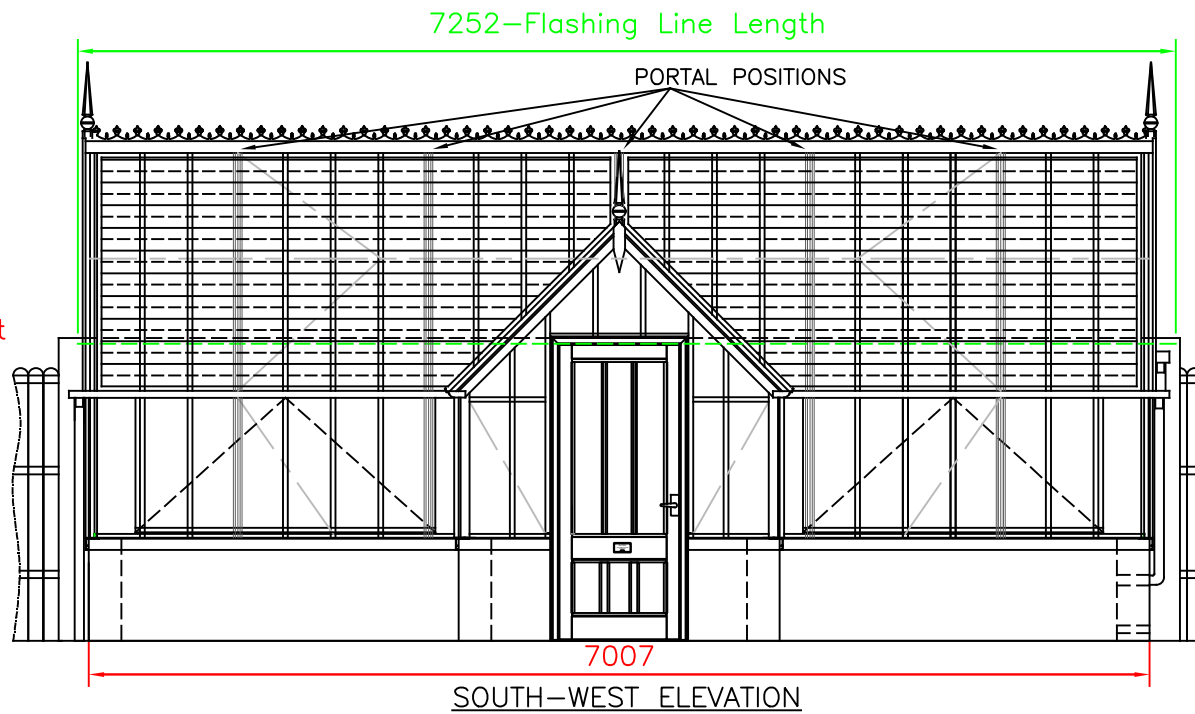 7252-Flashing Line Length
PORTAL POSITIONS
t
7007
SOUTH-WEST ELEVATION